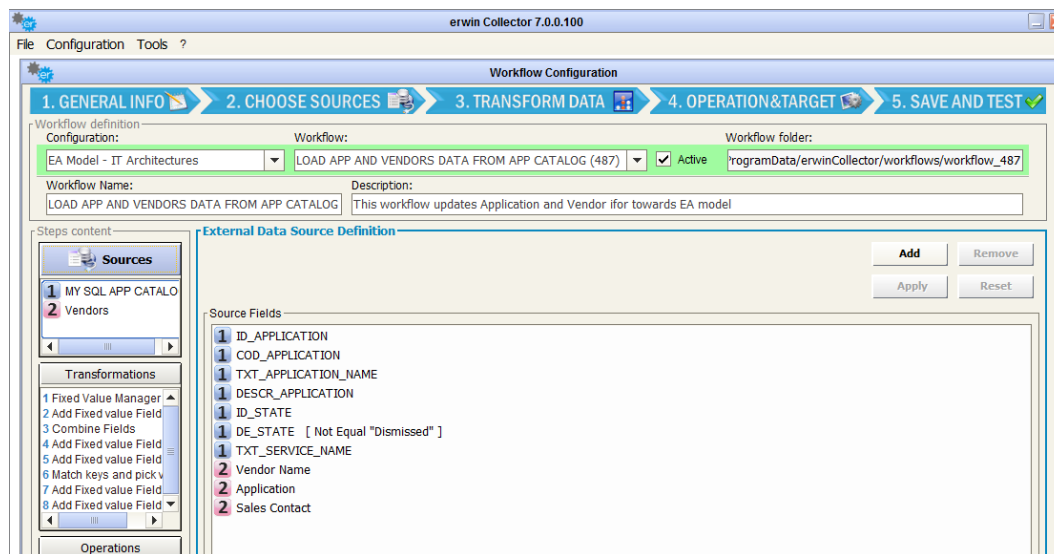 erwin Collector 7.0.0.100
File Configuration Tools ?
Workflow Configuration
1. GENERAL INFO 2. CHOOSE SOURCES 3. TRANSFORM DATA 4. OPERATION&TARGET 5. SAVE AND TEST
Workflow definition
Configuration: Workflow: Workflow folder:
EA Model - IT Architectures LOAD APP AND VENDORS DATA FROM APP CATALOG (487) Active ProgramData/erwinCollector/workflows/workflow_487
Workflow Name: Description:
LOAD APP AND VENDORS DATA FROM APP CATALOG This workflow updates Application and Vendor ifor towards EA model
Steps content
External Data Source Definition
Sources
Add Remove
Apply Reset
1 MY SQL APP CATALO
2 Vendors
Source Fields
1 ID_APPLICATION
1 COD_APPLICATION
1 TXT_APPLICATION_NAME
1 DESCR_APPLICATION
1 ID_STATE
1 DE_STATE [ Not Equal "Dismissed" ]
1 TXT_SERVICE_NAME
2 Vendor Name
2 Application
2 Sales Contact
Transformations
1 Fixed Value Manager
2 Add Fixed value Field
3 Combine Fields
4 Add Fixed value Field
5 Add Fixed value Field
6 Match keys and pick v
7 Add Fixed value Field
8 Add Fixed value Field
Operations